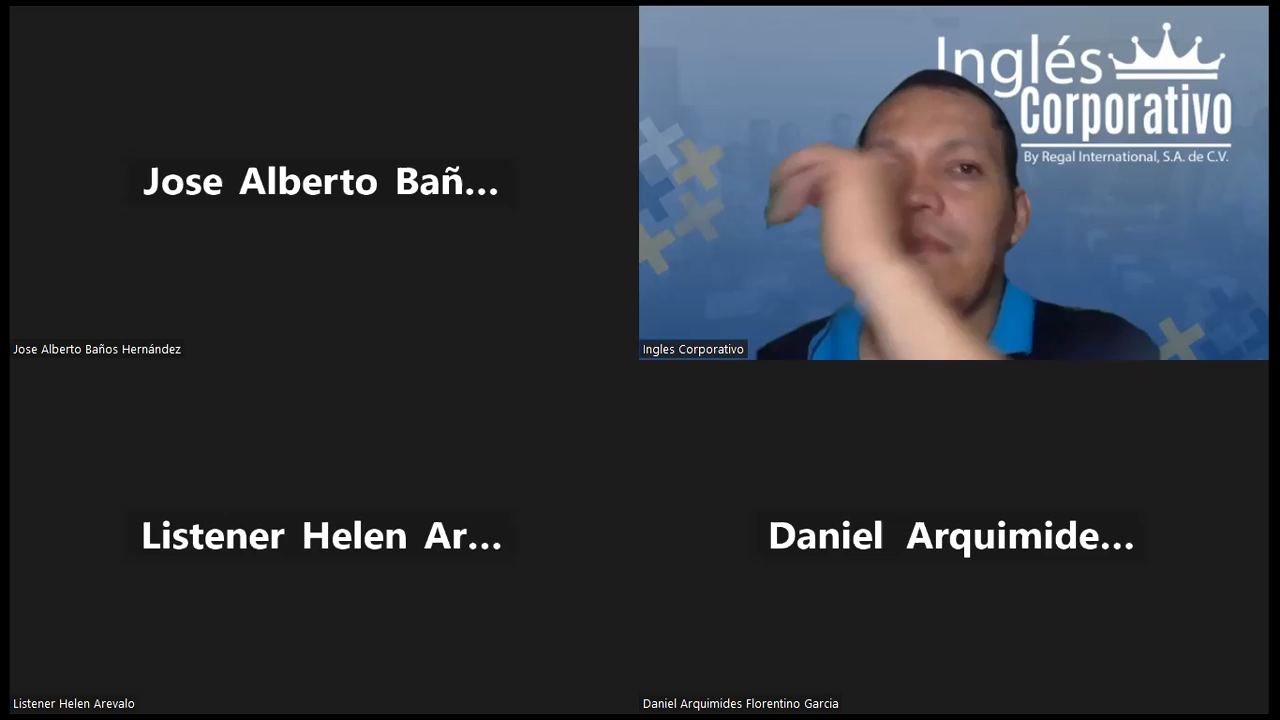 Jose Alberto Bañ...
Jose Alberto Baños Hernández
Inglés
Corporativo
By Regal International, S.A. de C.V.
Ingles Corporativo
Listener Helen Ar...
Listener Helen Arevalo
Daniel Arquimide...
Daniel Arquimides Florentino Garcia